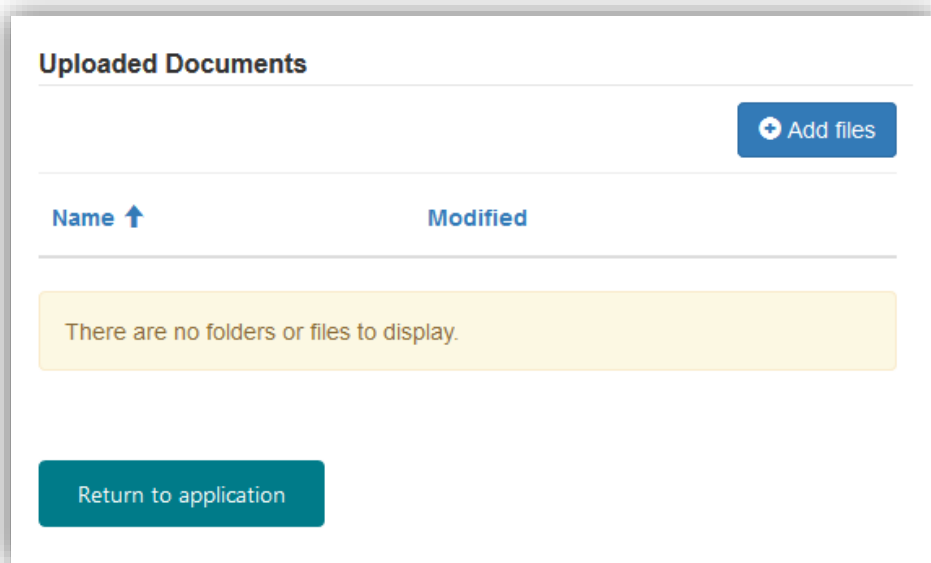 Uploaded Documents
Add files
Name Modified
There are no folders or files to display.
Return to application